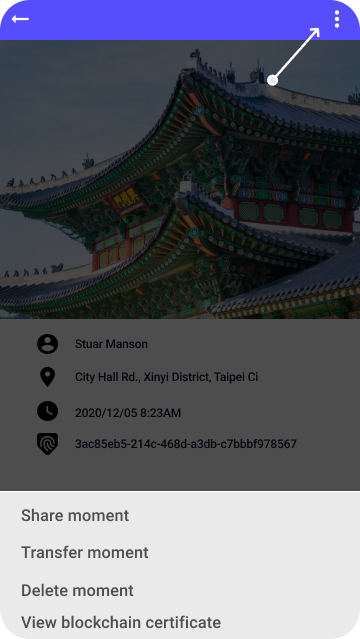 Stuar Manson
City Hall Rd., Xinyi District, Taipei Ci
2020/12/05 8:23AM
3ac85eb5-214c-468d-a3db-c7bbbf978567
Share moment
Transfer moment
Delete moment
View blockchain certificate